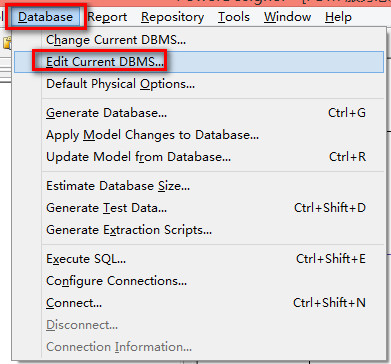 Database Report Repository Tools Window Help
Change Current DBMS...
Edit Current DBMS...
Default Physical Options...
Generate Database... Ctrl+G
Apply Model Changes to Database...
Update Model from Database... Ctrl+R
Estimate Database Size...
Generate Test Data... Ctrl+Shift+D
Generate Extraction Scripts...
Execute SQL... Ctrl+Shift+E
Configure Connections...
Connect... Ctrl+Shift+N
Disconnect...
Connection Information...